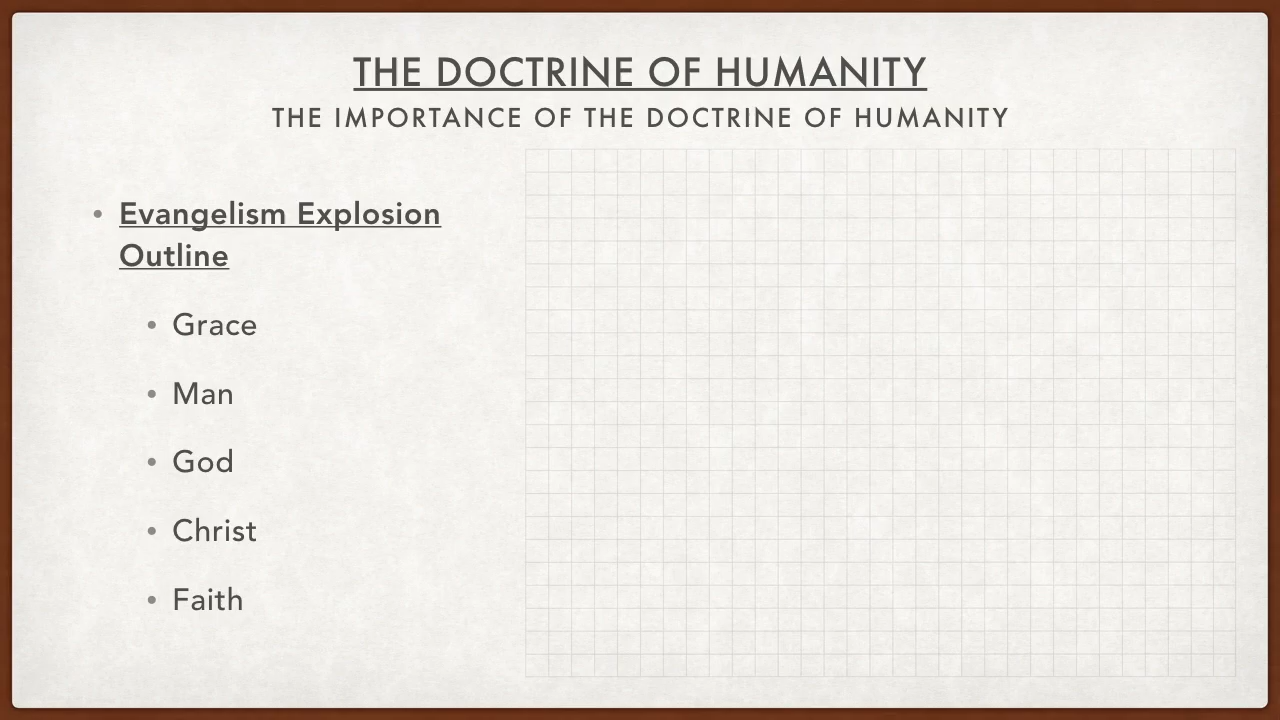 THE DOCTRINE OF HUMANITY
THE IMPORTANCE OF THE DOCTRINE OF HUMANITY
• Evangelism Explosion
Outline
• Grace
• Man
• God
• Christ
• Faith